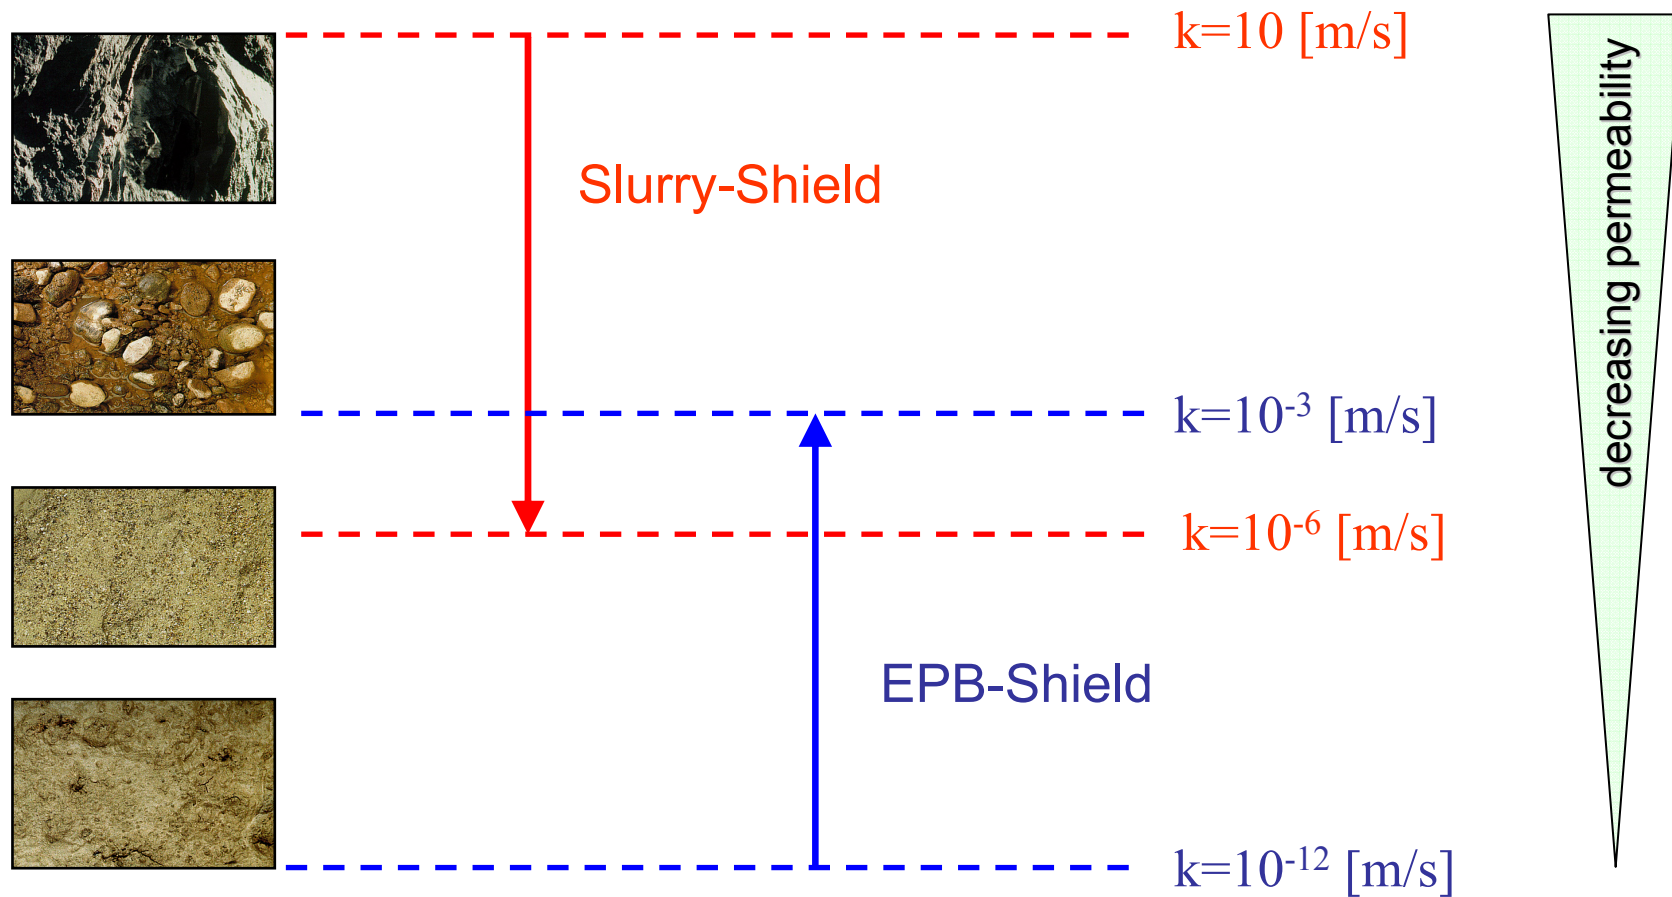 k=10 [m/s]
Slurry-Shield
k=10⁻³ [m/s]
k=10⁻⁶ [m/s]
EPB-Shield
k=10⁻¹² [m/s]
decreasing permeability